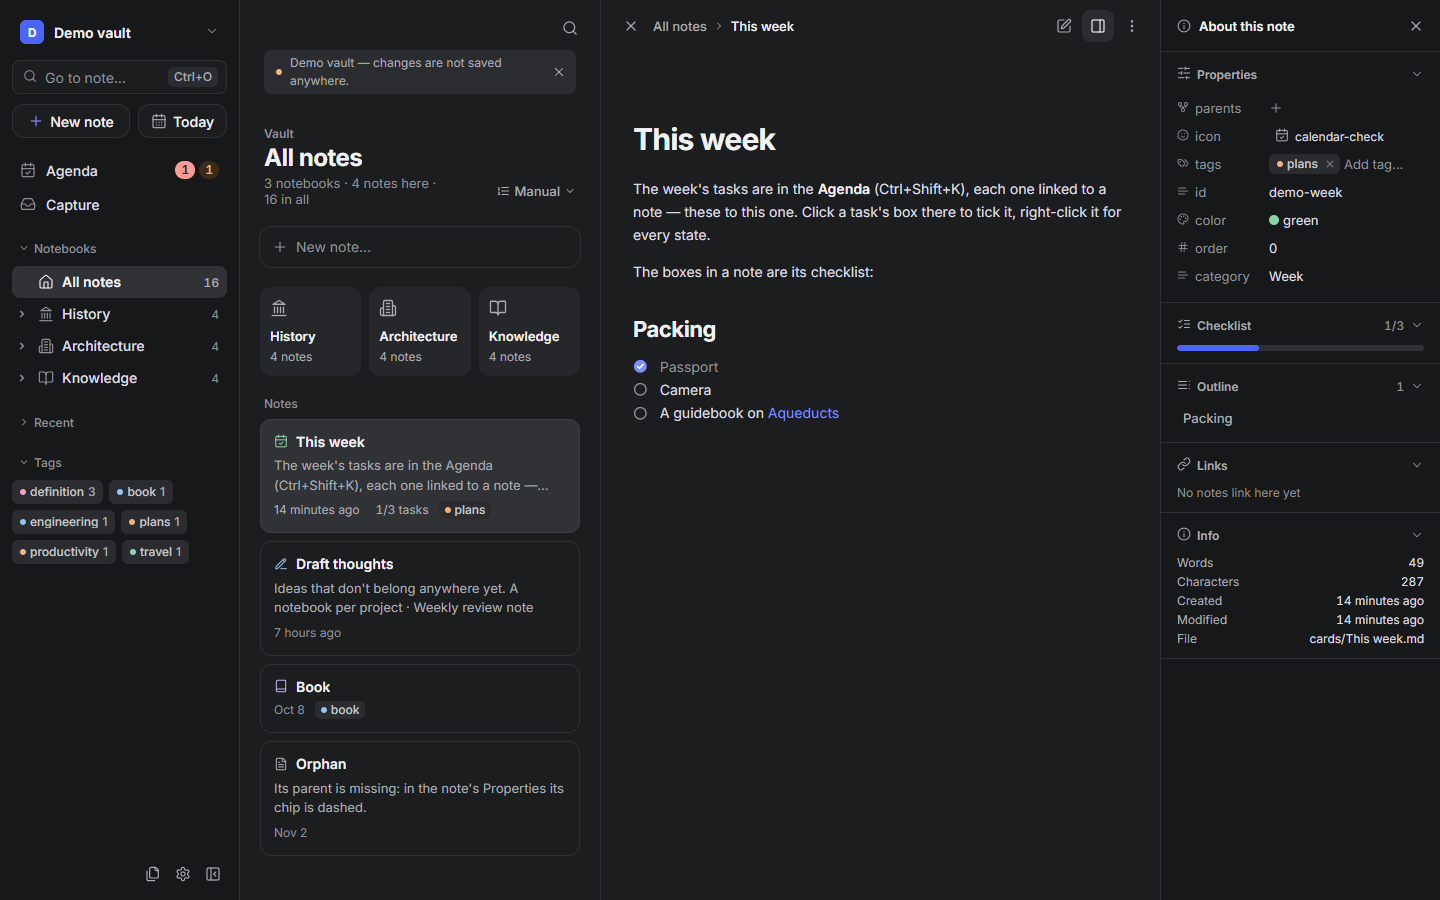 D Demo vault
Go to note... Ctrl+O
New note
Today
Agenda 1 1
Capture
Notebooks
All notes 16
History 4
Architecture 4
Knowledge 4
Recent
Tags
definition 3
book 1
engineering 1
plans 1
productivity 1
travel 1
Demo vault — changes are not saved
anywhere.
Vault
All notes
3 notebooks · 4 notes here ·
16 in all
Manual
New note...
History
4 notes
Architecture
4 notes
Knowledge
4 notes
Notes
This week
The week's tasks are in the Agenda
(Ctrl+Shift+K), each one linked to a note —...
14 minutes ago 1/3 tasks plans
Draft thoughts
Ideas that don't belong anywhere yet. A
notebook per project · Weekly review note
7 hours ago
Book
Oct 8 book
Orphan
Its parent is missing: in the note's Properties its
chip is dashed.
Nov 2
All notes > This week
This week
The week's tasks are in the Agenda (Ctrl+Shift+K), each one linked to a
note — these to this one. Click a task's box there to tick it, right-click it for
every state.
The boxes in a note are its checklist:
Packing
Passport
Camera
A guidebook on Aqueducts
About this note
Properties
parents
icon calendar-check
tags plans Add tag...
id demo-week
color green
order 0
category Week
Checklist 1/3
Outline 1
Packing
Links
No notes link here yet
Info
Words 49
Characters 287
Created 14 minutes ago
Modified 14 minutes ago
File cards/This week.md